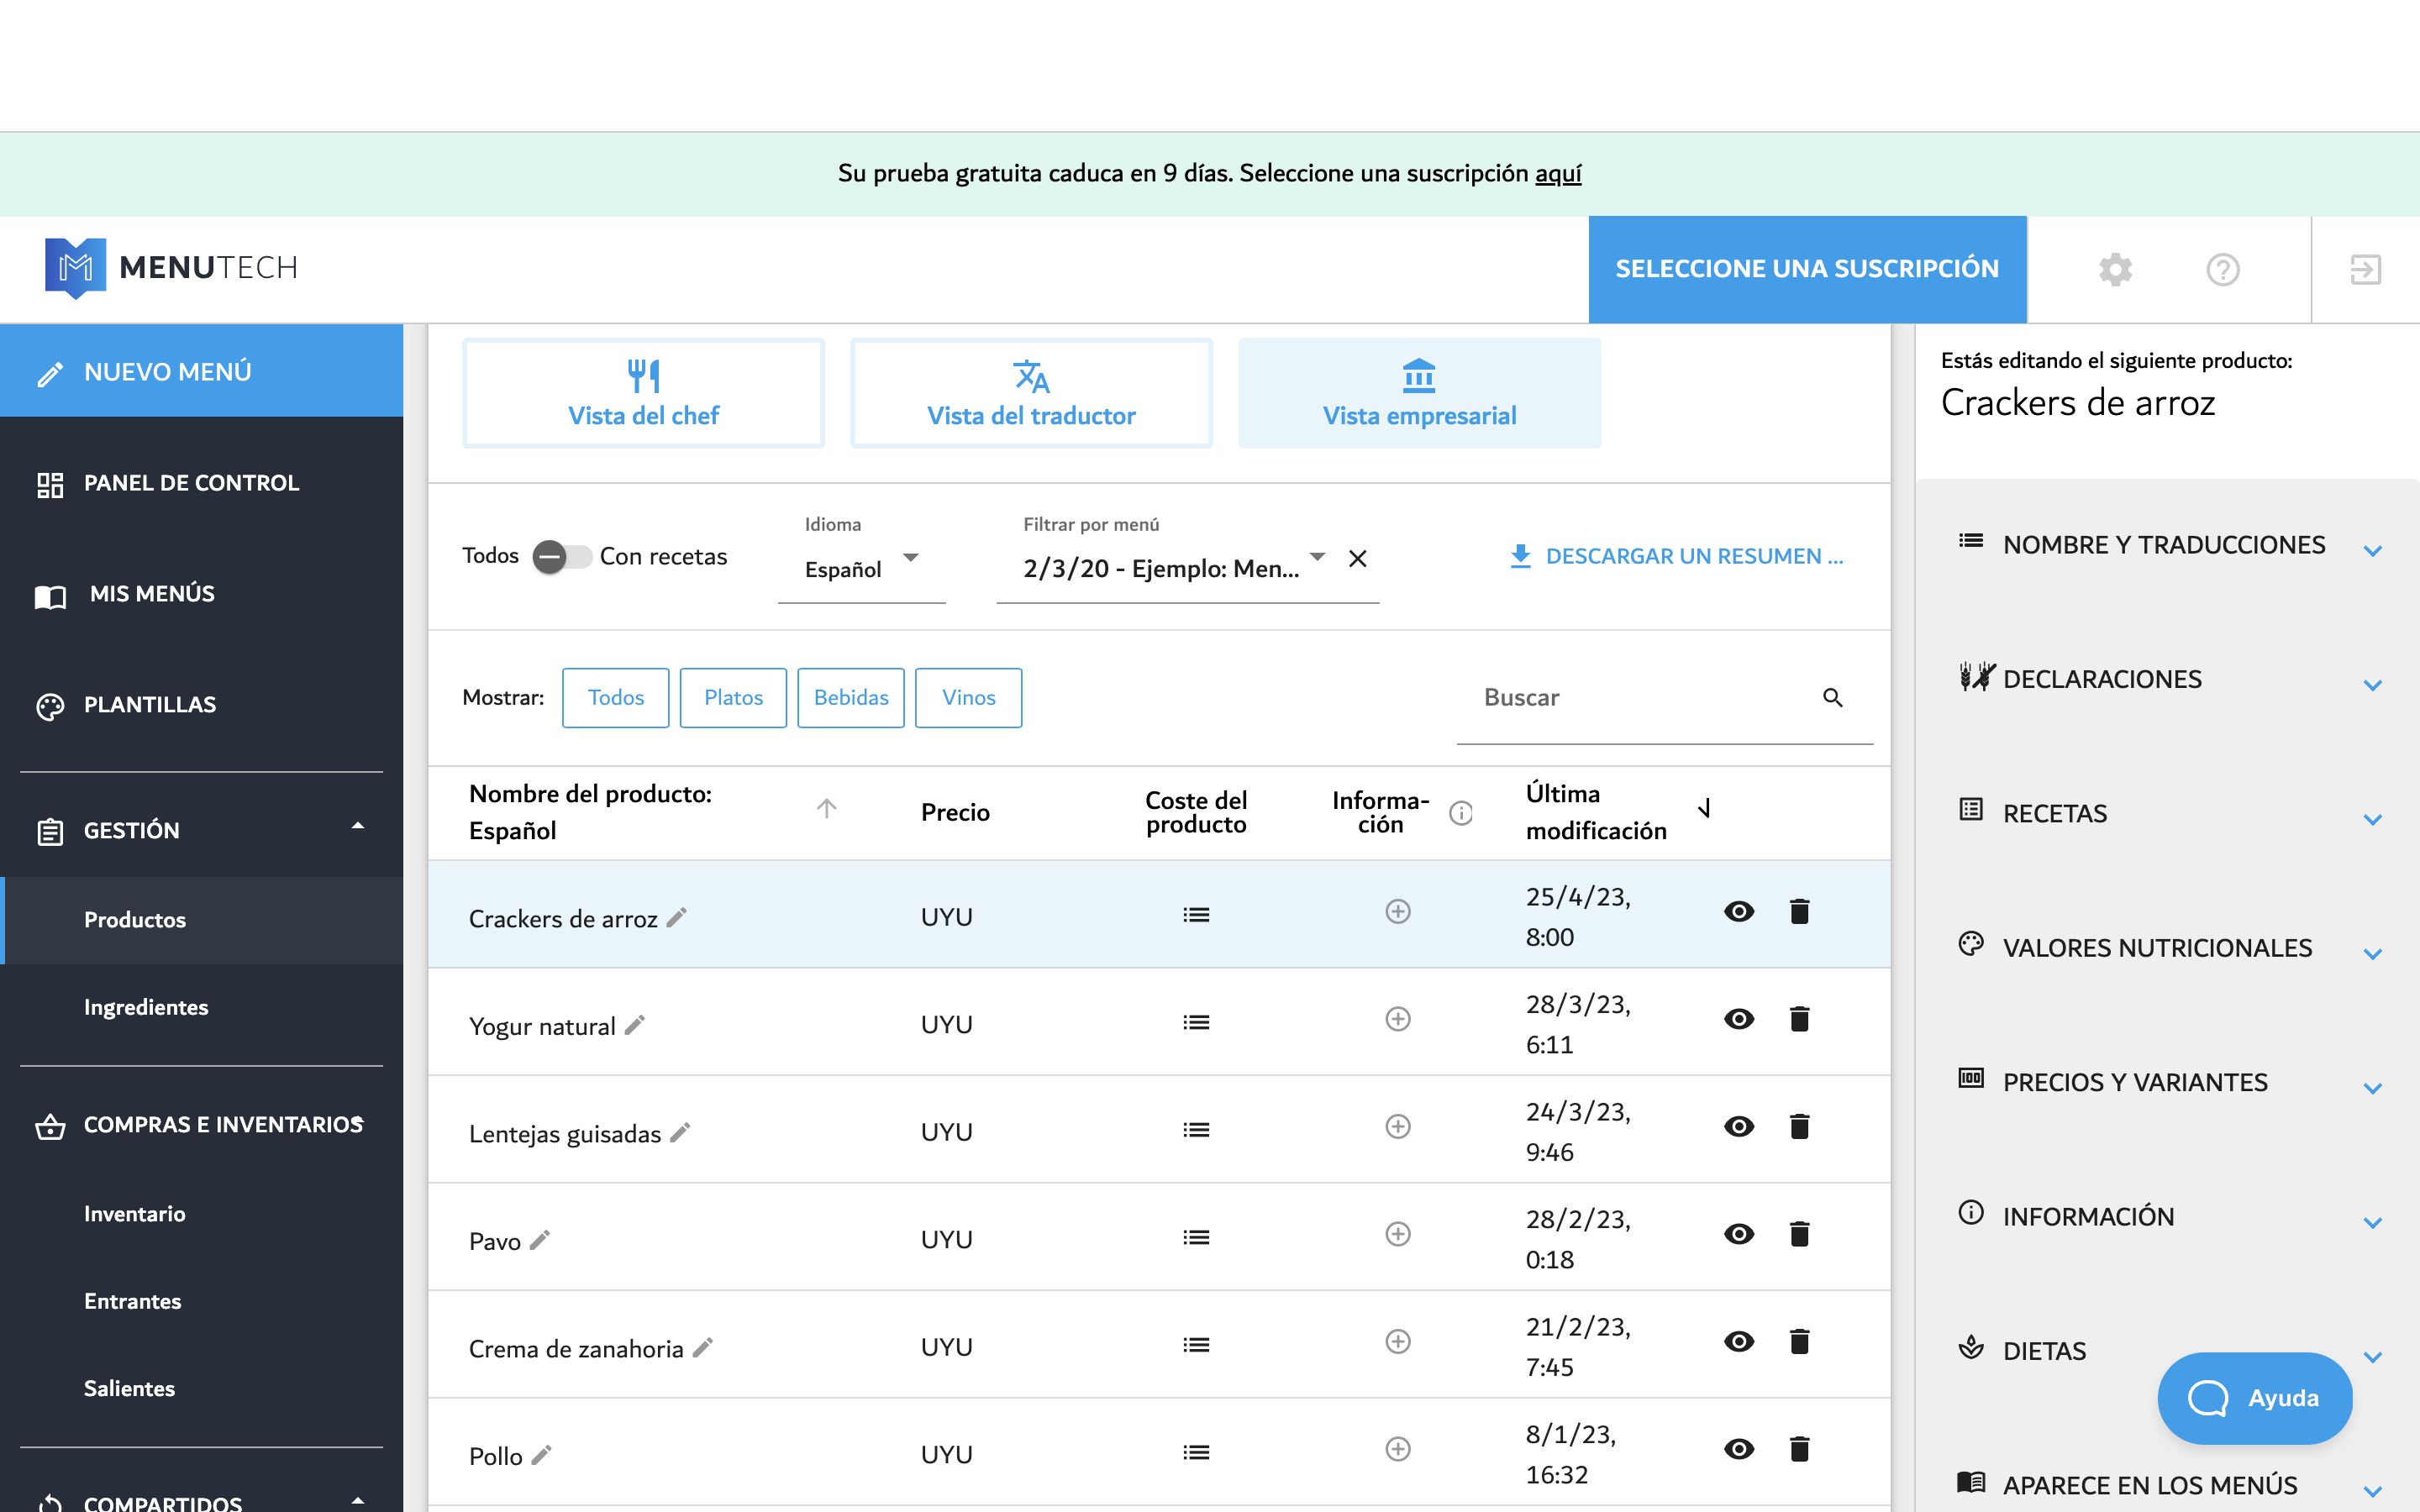 Su prueba gratuita caduca en 9 días. Seleccione una suscripción aquí
MENUTECH
SELECCIONE UNA SUSCRIPCIÓN
NUEVO MENÚ
PANEL DE CONTROL
MIS MENÚS
PLANTILLAS
GESTIÓN
Productos
Ingredientes
COMPRAS E INVENTARIOS
Inventario
Entrantes
Salientes
COMPARTIDOS
Vista del chef
Vista del traductor
Vista empresarial
Todos
Con recetas
Idioma
Español
Filtrar por menú
2/3/20 - Ejemplo: Men...
DESCARGAR UN RESUMEN ...
Mostrar:
Todos
Platos
Bebidas
Vinos
Buscar
Nombre del producto:
Español
Precio
Coste del
producto
Informa-
ción
Última
modificación
Crackers de arroz
UYU
25/4/23,
8:00
Yogur natural
UYU
28/3/23,
6:11
Lentejas guisadas
UYU
24/3/23,
9:46
Pavo
UYU
28/2/23,
0:18
Crema de zanahoria
UYU
21/2/23,
7:45
Pollo
UYU
8/1/23,
16:32
Estás editando el siguiente producto:
Crackers de arroz
NOMBRE Y TRADUCCIONES
DECLARACIONES
RECETAS
VALORES NUTRICIONALES
PRECIOS Y VARIANTES
INFORMACIÓN
DIETAS
APARECE EN LOS MENÚS
Ayuda